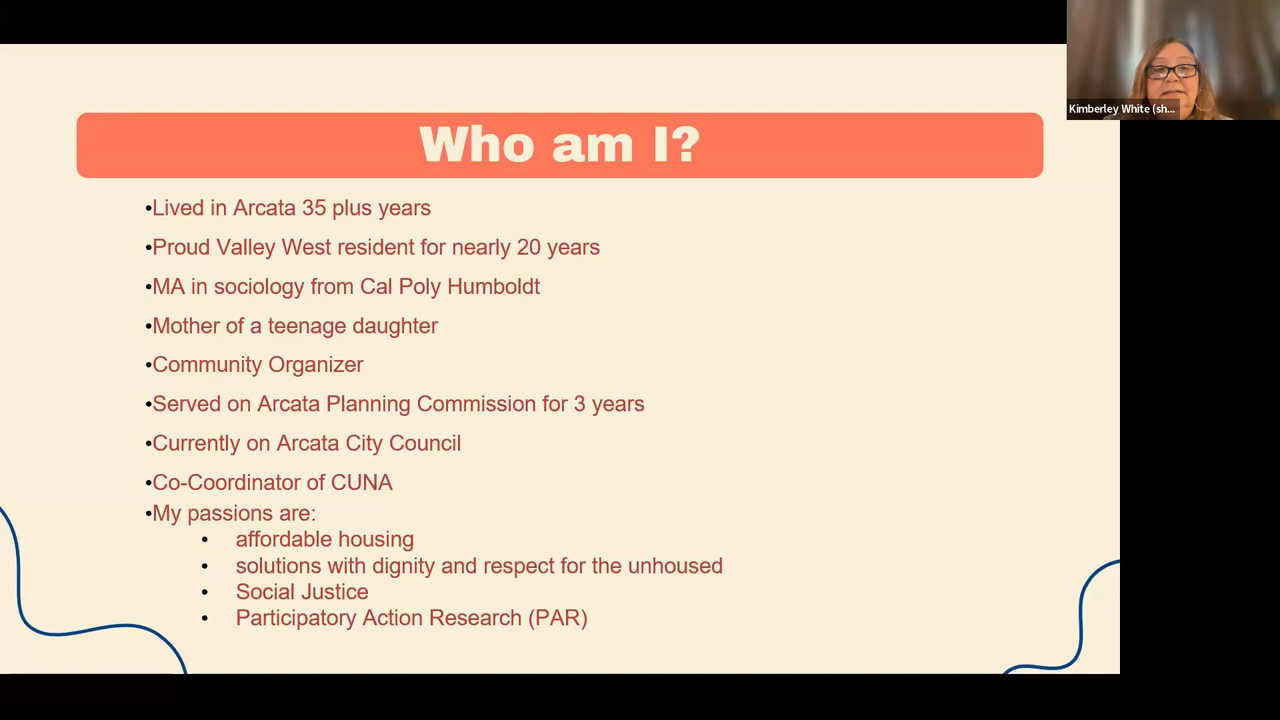 Who am I?
•Lived in Arcata 35 plus years
•Proud Valley West resident for nearly 20 years
•MA in sociology from Cal Poly Humboldt
•Mother of a teenage daughter
•Community Organizer
•Served on Arcata Planning Commission for 3 years
•Currently on Arcata City Council
•Co-Coordinator of CUNA
•My passions are:
• affordable housing
• solutions with dignity and respect for the unhoused
• Social Justice
• Participatory Action Research (PAR)
Kimberley White (sh...